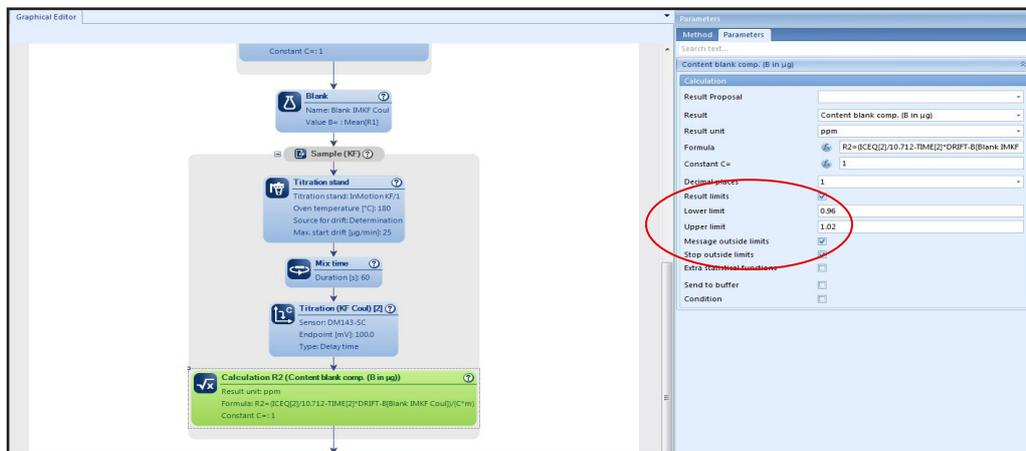 Graphical Editor
Constant C=: 1
Blank
Name: Blank IMKF Coul
Value B= : Mean[R1]
Sample (KF)
Titration stand
Titration stand: InMotion KF/1
Oven temperature [°C]: 180
Source for drift: Determination
Max. start drift [µg/min]: 25
Mix time
Duration [s]: 60
Titration (KF Coul) [2]
Sensor: DM143-SC
Endpoint [mV]: 100.0
Type: Delay time
Calculation R2 (Content blank comp. (B in µg))
Result unit: ppm
Formula: R2=(ICEQ[2]/10.712-TIME[2]*DRIFT-B[Blank IMKF Coul])/(C*m)
Constant C=: 1
Parameters
Method Parameters
Search text...
Content blank comp. (B in µg)
Calculation
Result Proposal
Result Content blank comp. (B in µg)
Result unit ppm
Formula R2=(ICEQ[2]/10.712-TIME[2]*DRIFT-B[Blank IMKF
Constant C= 1
Decimal places 1
Result limits
Lower limit 0.96
Upper limit 1.02
Message outside limits
Stop outside limits
Extra statistical functions
Send to buffer
Condition